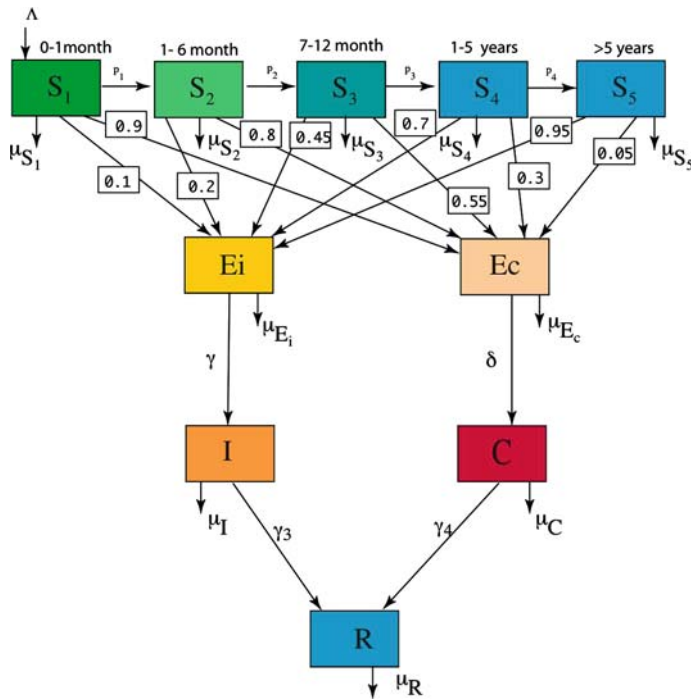 Λ
0-1month 1- 6 month 7-12 month 1-5 years >5 years
S1 P1 S2 P2 S3 P3 S4 P4 S5
μS1 0.9 μS2 0.8 0.45 μS3 0.7 μS4 0.95 μS5
0.1 0.2 0.55 0.3 0.05
Ei Ec
μEi μEc
γ δ
I C
μI μC
γ3 γ4
R
μR